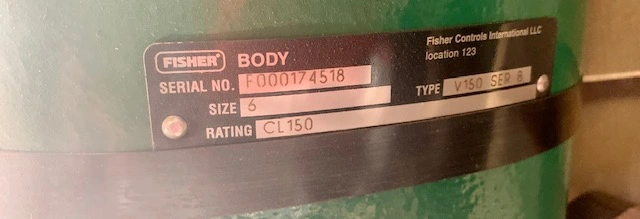 FISHER BODY
Fisher Controls International LLC
location 123
SERIAL NO. F000174518
SIZE 6
TYPE V150 SER B
RATING CL150